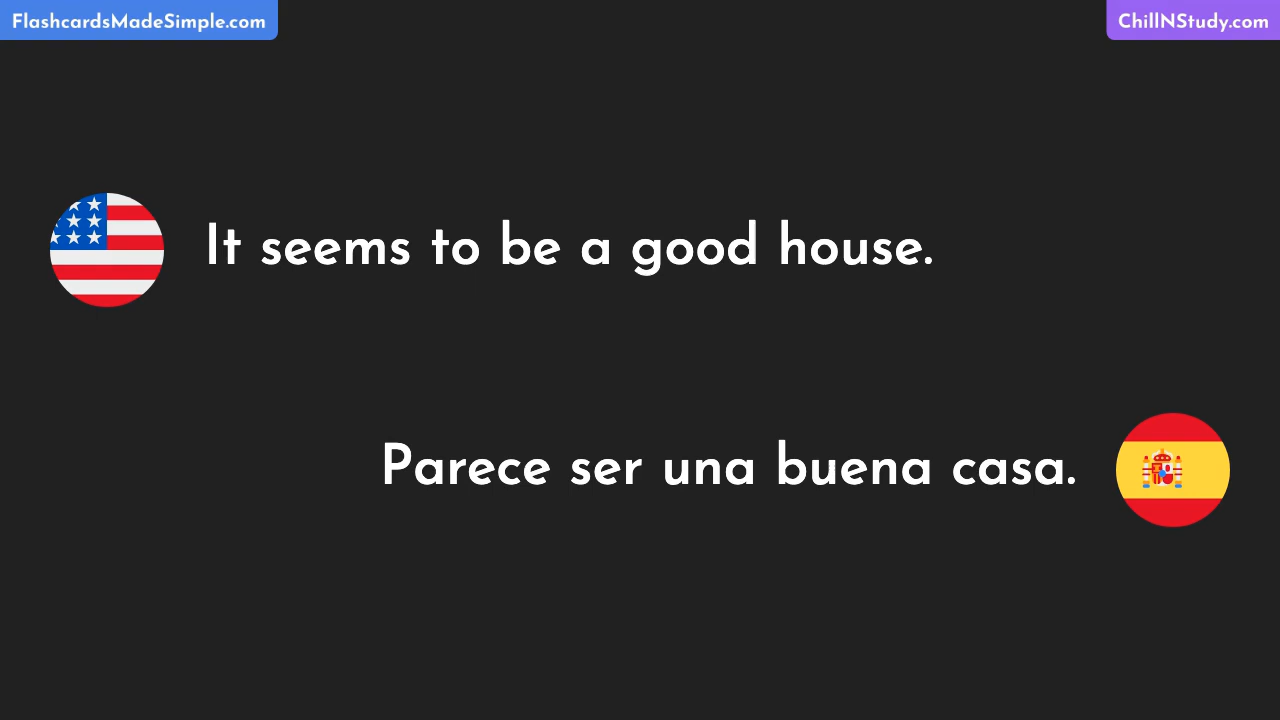 FlashcardsMadeSimple.com
ChillNStudy.com
It seems to be a good house.
Parece ser una buena casa.